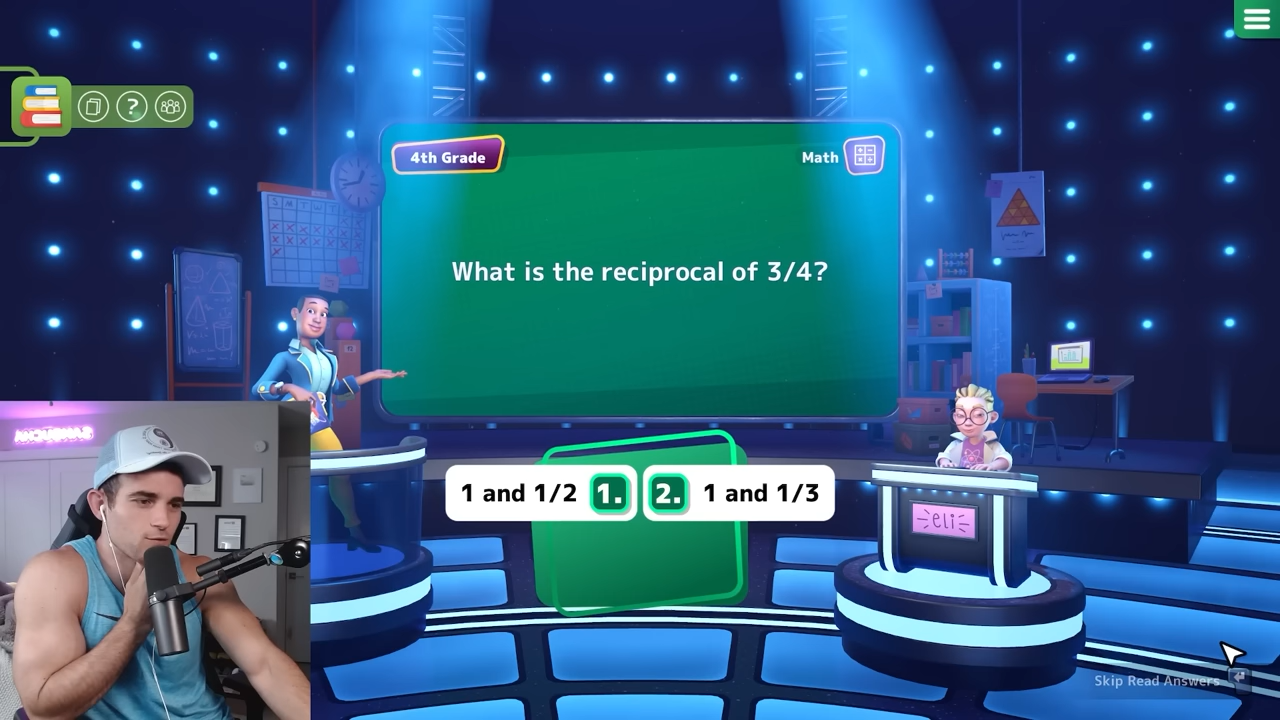 4th Grade
Math
What is the reciprocal of 3/4?
1 and 1/2 1.
2. 1 and 1/3
eli
S M T W T F
?
Skip Read Answers